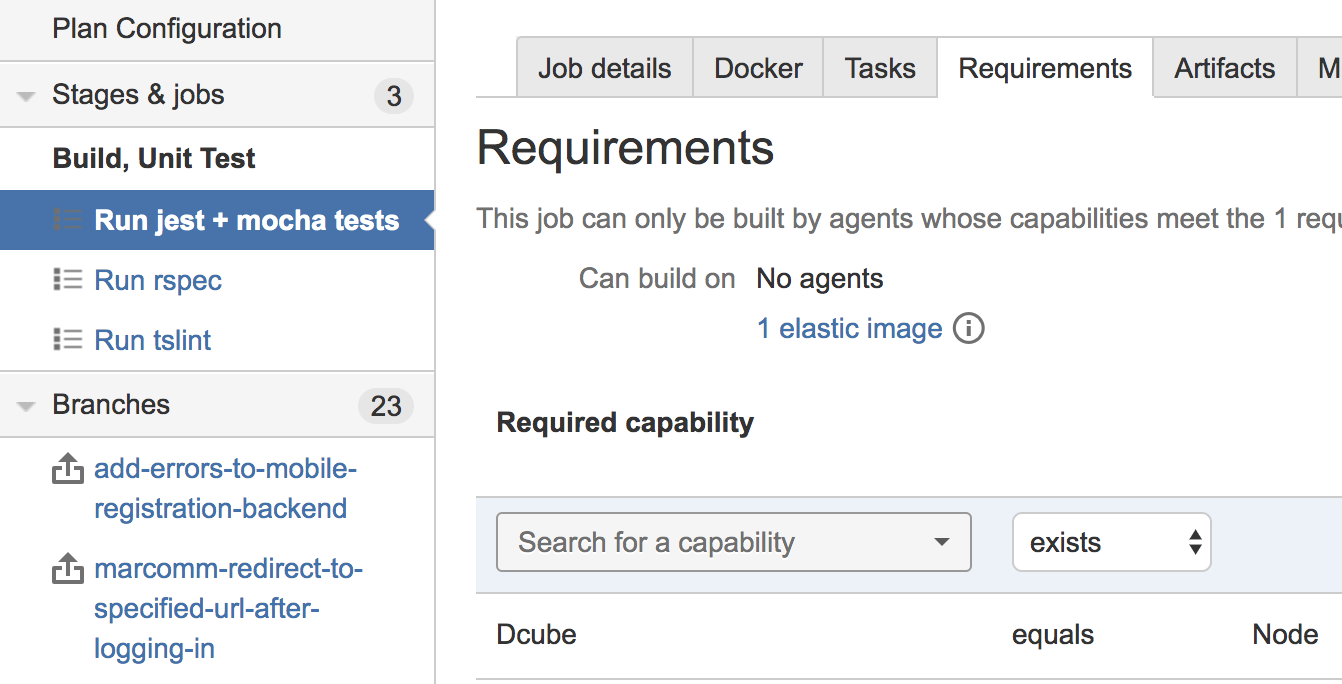 Plan Configuration
Stages & jobs 3
Build, Unit Test
Run jest + mocha tests
Run rspec
Run tslint
Branches 23
add-errors-to-mobile-
registration-backend
marcomm-redirect-to-
specified-url-after-
logging-in
Job details Docker Tasks Requirements Artifacts
Requirements
This job can only be built by agents whose capabilities meet the 1
Can build on No agents
1 elastic image
Required capability
Search for a capability exists
Dcube equals Node